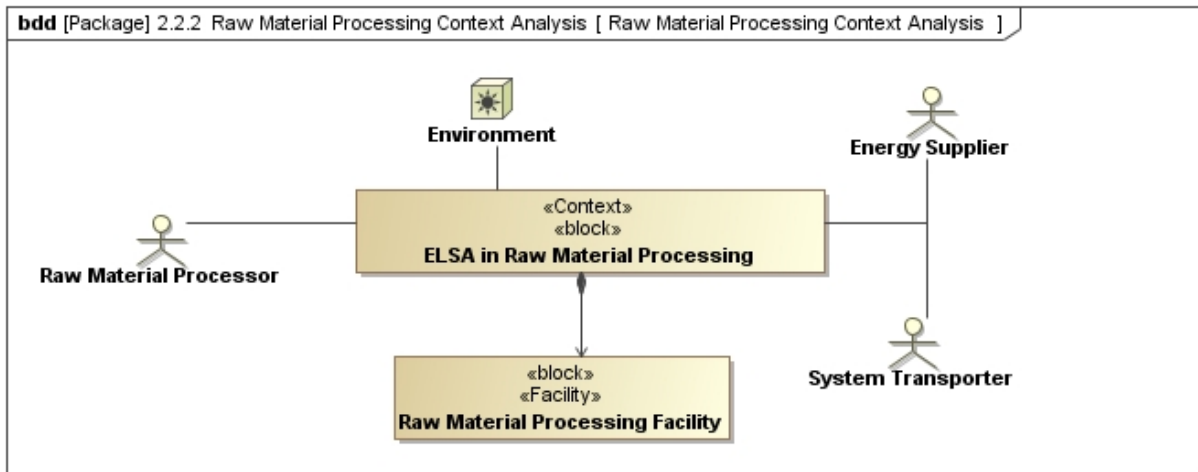 bdd [Package] 2.2.2 Raw Material Processing Context Analysis [ Raw Material Processing Context Analysis ]
Environment
Energy Supplier
«Context»
«block»
ELSA in Raw Material Processing
Raw Material Processor
«block»
«Facility»
Raw Material Processing Facility
System Transporter